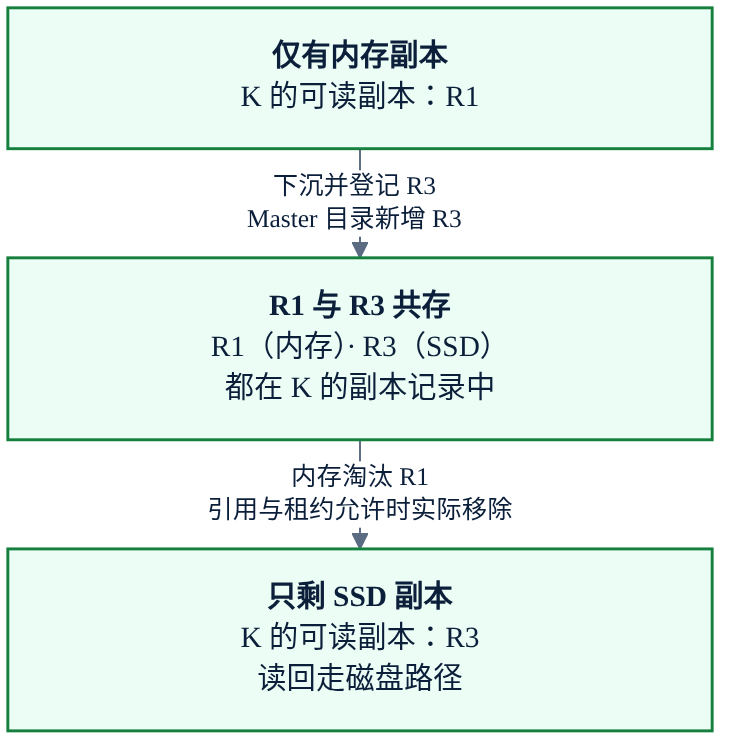 仅有内存副本
K 的可读副本：R1
下沉并登记 R3
Master 目录新增 R3
R1 与 R3 共存
R1（内存）· R3（SSD）
都在 K 的副本记录中
内存淘汰 R1
引用与租约允许时实际移除
只剩 SSD 副本
K 的可读副本：R3
读回走磁盘路径